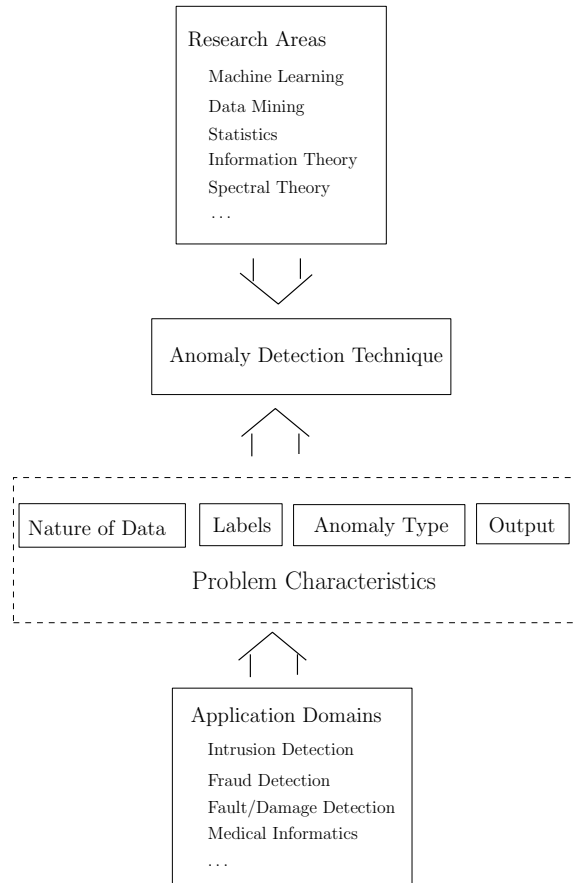 Research Areas
Machine Learning
Data Mining
Statistics
Information Theory
Spectral Theory
...
Anomaly Detection Technique
Nature of Data Labels Anomaly Type Output
Problem Characteristics
Application Domains
Intrusion Detection
Fraud Detection
Fault/Damage Detection
Medical Informatics
...